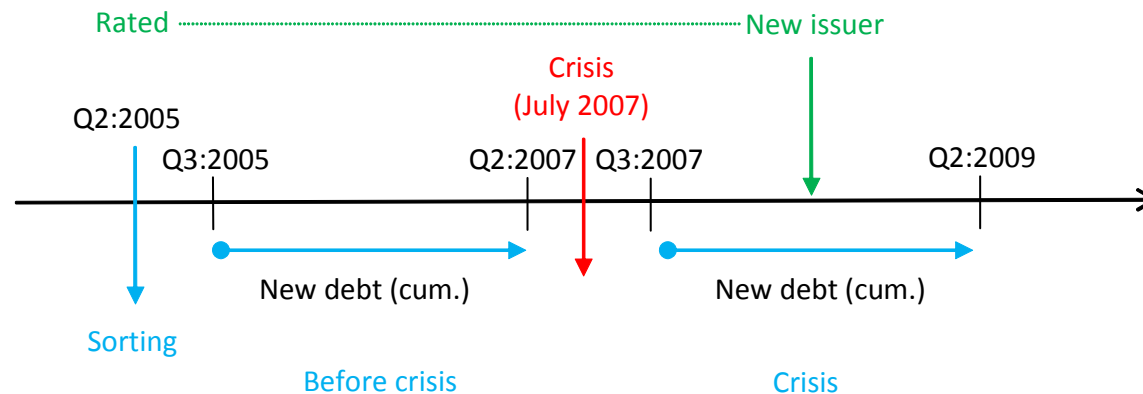 Rated
New issuer
Crisis
(July 2007)
Q2:2005
Q3:2005
Q2:2007
Q3:2007
Q2:2009
New debt (cum.)
New debt (cum.)
Sorting
Before crisis
Crisis